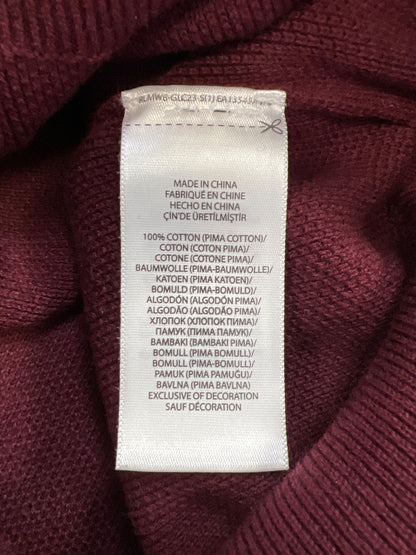 MADE IN CHINA
FABRIQUÉ EN CHINE
HECHO EN CHINA
ÇİN'DE ÜRETİLMİŞTİR
100% COTTON (PIMA COTTON)/
COTON (COTON PIMA)/
COTONE (COTONE PIMA)/
BAUMWOLLE (PIMA-BAUMWOLLE)/
KATOEN (PIMA KATOEN)/
BOMULD (PIMA-BOMULD)/
ALGODÓN (ALGODÓN PIMA)/
ALGODÃO (ALGODÃO PIMA)/
ХЛОПОК (ХЛОПОК ПИМА)/
ПАМУК (ПАМУК ПИМА)/
BAMBAKI (BAMBAKI PIMA)/
BOMULL (PIMA BOMULL)/
BOMULL (PIMA-BOMULL)/
PAMUK (PIMA PAMUĞU)/
BAVLNA (PIMA BAVLNA)
EXCLUSIVE OF DECORATION
SAUF DÉCORATION